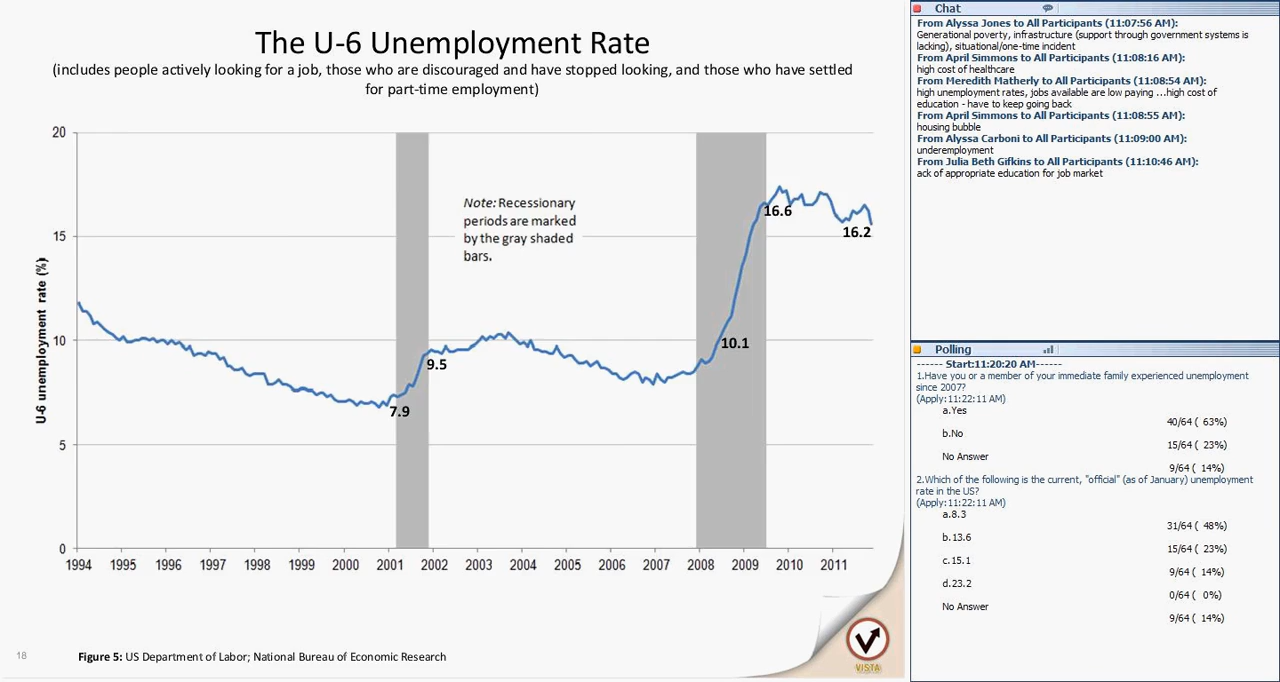 The U-6 Unemployment Rate
(includes people actively looking for a job, those who are discouraged and have stopped looking, and those who have settled
for part-time employment)
U-6 unemployment rate (%)
20
15
10
5
0
Note: Recessionary
periods are marked
by the gray shaded
bars.
7.9
9.5
10.1
16.6
16.2
1994 1995 1996 1997 1998 1999 2000 2001 2002 2003 2004 2005 2006 2007 2008 2009 2010 2011
18
Figure 5: US Department of Labor; National Bureau of Economic Research
VISTA
Chat
From Alyssa Jones to All Participants (11:07:56 AM):
Generational poverty, infrastructure (support through government systems is
lacking), situational/one-time incident
From April Simmons to All Participants (11:08:16 AM):
high cost of healthcare
From Meredith Matherly to All Participants (11:08:54 AM):
high unemployment rates, jobs available are low paying ...high cost of
education - have to keep going back
From April Simmons to All Participants (11:08:55 AM):
housing bubble
From Alyssa Carboni to All Participants (11:09:00 AM):
underemployment
From Julia Beth Gifkins to All Participants (11:10:46 AM):
ack of appropriate education for job market
Polling
------ Start:11:20:20 AM------
1.Have you or a member of your immediate family experienced unemployment
since 2007?
(Apply:11:22:11 AM)
a.Yes
40/64 ( 63%)
b.No
15/64 ( 23%)
No Answer
9/64 ( 14%)
2.Which of the following is the current, "official" (as of January) unemployment
rate in the US?
(Apply:11:22:11 AM)
a.8.3
31/64 ( 48%)
b.13.6
15/64 ( 23%)
c.15.1
9/64 ( 14%)
d.23.2
0/64 ( 0%)
No Answer
9/64 ( 14%)